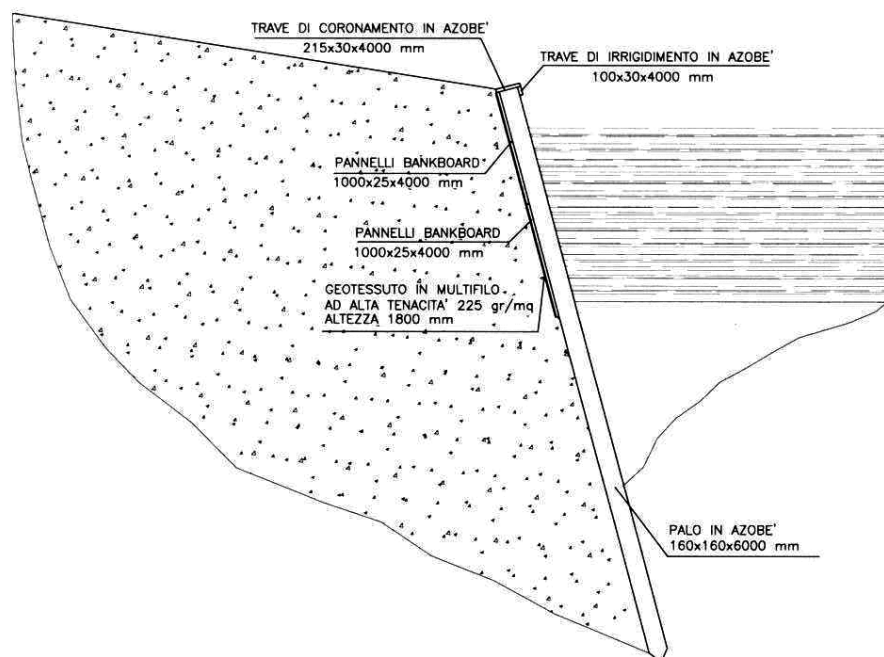 TRAVE DI CORONAMENTO IN AZOBE'
215x30x4000 mm
TRAVE DI IRRIGIDIMENTO IN AZOBE'
100x30x4000 mm
PANNELLI BANKBOARD
1000x25x4000 mm
PANNELLI BANKBOARD
1000x25x4000 mm
GEOTESSUTO IN MULTIFILO
AD ALTA TENACITA' 225 gr/mq
ALTEZZA 1800 mm
PALO IN AZOBE'
160x160x6000 mm